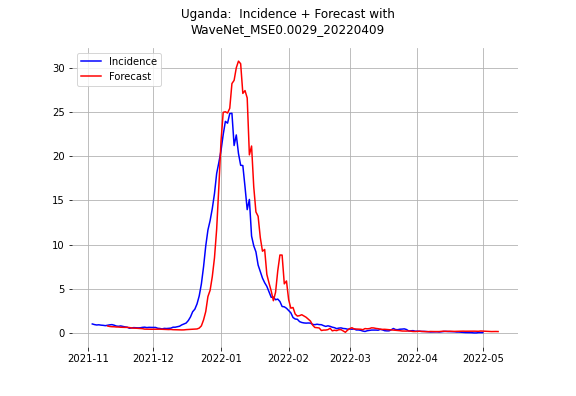 Uganda:  Incidence + Forecast with
WaveNet_MSE0.0029_20220409
Incidence
Forecast
30
25
20
15
10
5
0
2021-11 2021-12 2022-01 2022-02 2022-03 2022-04 2022-05